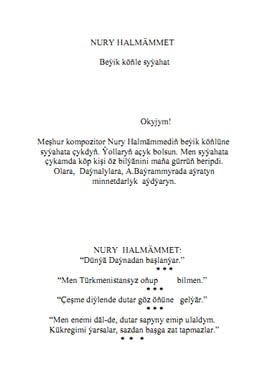 NURY HALMÄMMET
Beýik köňle syýahat
Okyjym!
Meşhur kompozitor Nury Halmämmediň beýik köňlüne
syýahata çykdyň. Ýollaryň açyk bolsun. Men syýahata
çykamda köp kişi öz bilýänini maňa gürrüň beripdi.
Olara, Daýnalylara, A.Baýrammyrada aýratyn
minnetdarlyk aýdýaryn.
NURY HALMÄMMET:
“Dünýä Daýnadan başlanýar.”
* * *
“Men Türkmenistansyz oňup bilmen.”
* * *
“Çeşme diýlende dutar göz öňüne gelýär.”
* * *
“Men enemi däl-de, dutar sapyny emip ulaldym.
Kükregimi ýarsalar, sazdan başga zat tapmazlar.”
* * *